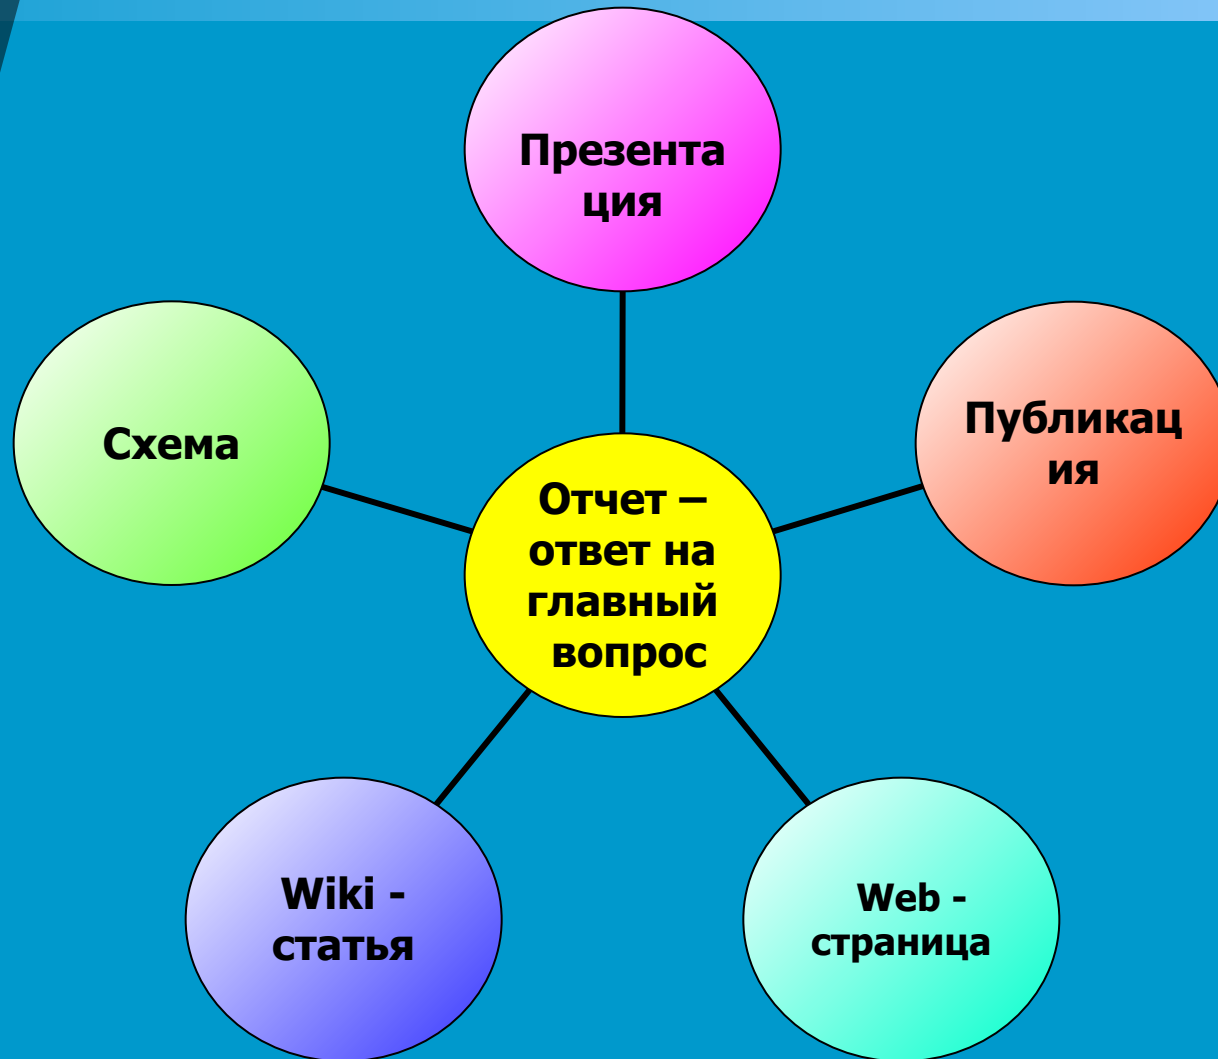 Презента
ция
Схема
Публикац
ия
Отчет –
ответ на
главный
вопрос
Wiki -
статья
Web -
страница